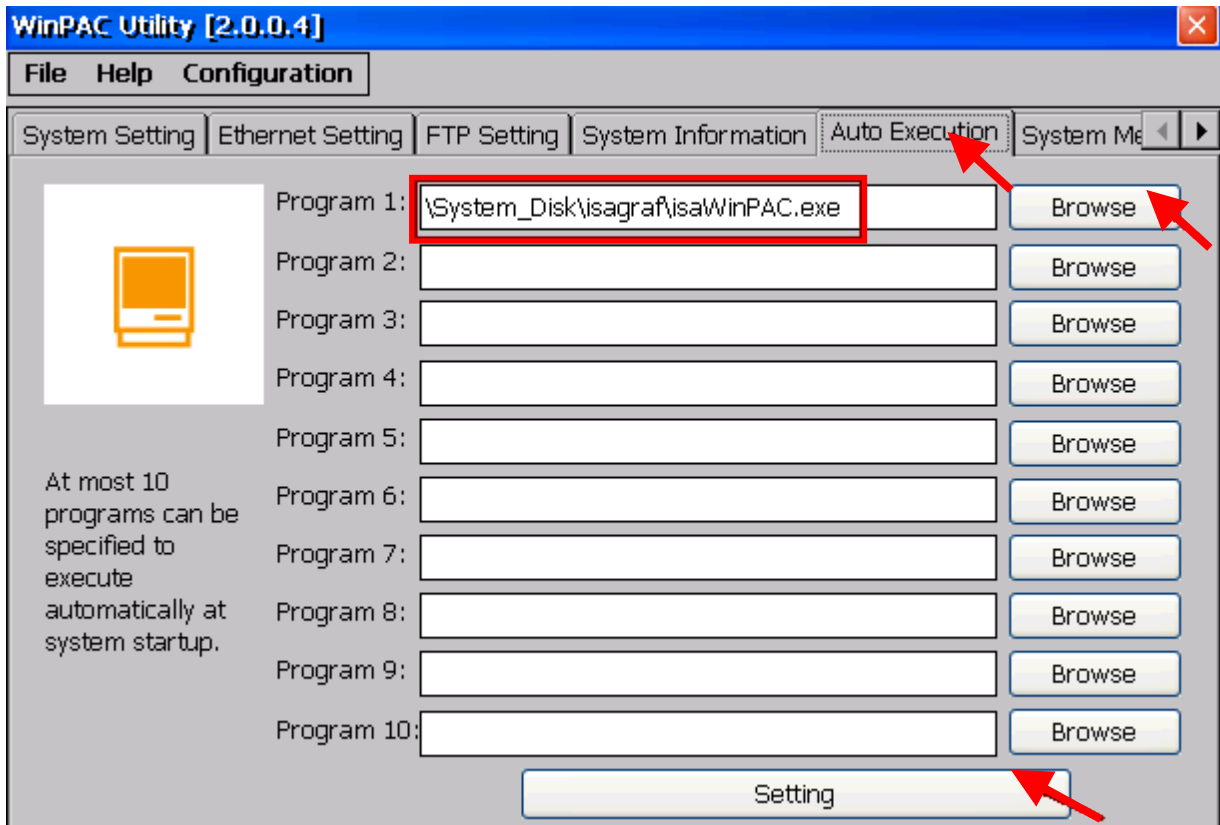 WinPAC Utility [2.0.0.4]
File Help Configuration
System Setting Ethernet Setting FTP Setting System Information Auto Execution System Me
Program 1: \System_Disk\isagraf\isaWinPAC.exe Browse
Program 2: Browse
Program 3: Browse
Program 4: Browse
Program 5: Browse
Program 6: Browse
Program 7: Browse
Program 8: Browse
Program 9: Browse
Program 10: Browse
At most 10
programs can be
specified to
execute
automatically at
system startup.
Setting